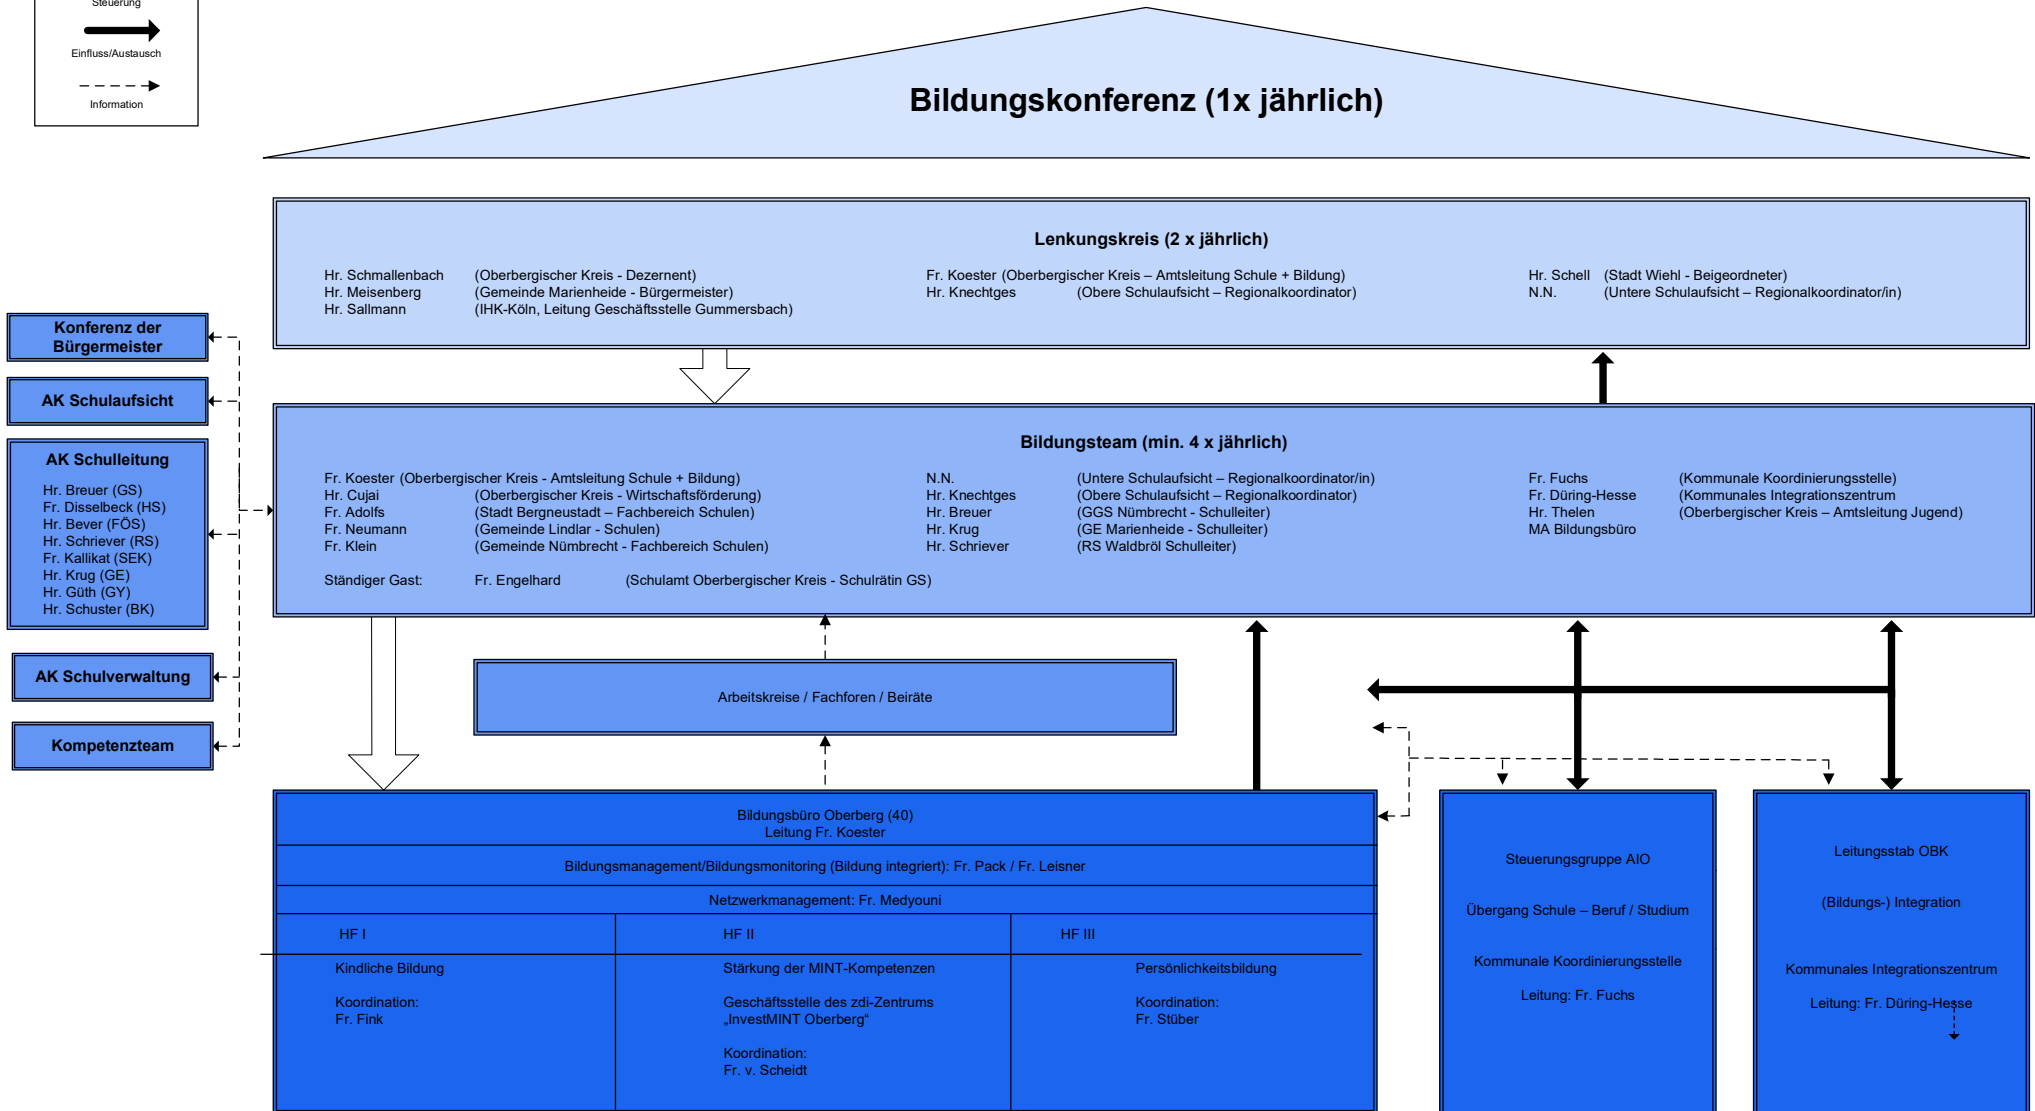 Steuerung
Einfluss/Austausch
Information
Bildungskonferenz (1x jährlich)
Lenkungskreis (2 x jährlich)
Hr. Schmallenbach (Oberbergischer Kreis - Dezernent)
Hr. Meisenberg (Gemeinde Marienheide - Bürgermeister)
Hr. Sallmann (IHK-Köln, Leitung Geschäftsstelle Gummersbach)
Fr. Koester (Oberbergischer Kreis – Amtsleitung Schule + Bildung)
Hr. Knechtges (Obere Schulaufsicht – Regionalkoordinator)
Hr. Schell (Stadt Wiehl - Beigeordneter)
N.N. (Untere Schulaufsicht – Regionalkoordinator/in)
Konferenz der
Bürgermeister
AK Schulaufsicht
AK Schulleitung
Hr. Breuer (GS)
Fr. Disselbeck (HS)
Hr. Bever (FÖS)
Hr. Schriever (RS)
Fr. Kallikat (SEK)
Hr. Krug (GE)
Hr. Güth (GY)
Hr. Schuster (BK)
AK Schulverwaltung
Kompetenzteam
Bildungsteam (min. 4 x jährlich)
Fr. Koester (Oberbergischer Kreis - Amtsleitung Schule + Bildung)
Hr. Cujai (Oberbergischer Kreis - Wirtschaftsförderung)
Fr. Adolfs (Stadt Bergneustadt – Fachbereich Schulen)
Fr. Neumann (Gemeinde Lindlar - Schulen)
Fr. Klein (Gemeinde Nümbrecht - Fachbereich Schulen)
N.N. (Untere Schulaufsicht – Regionalkoordinator/in)
Hr. Knechtges (Obere Schulaufsicht – Regionalkoordinator)
Hr. Breuer (GGS Nümbrecht - Schulleiter)
Hr. Krug (GE Marienheide - Schulleiter)
Hr. Schriever (RS Waldbröl Schulleiter)
Fr. Fuchs (Kommunale Koordinierungsstelle)
Fr. Düring-Hesse (Kommunales Integrationszentrum
Hr. Thelen (Oberbergischer Kreis – Amtsleitung Jugend)
MA Bildungsbüro
Ständiger Gast: Fr. Engelhard (Schulamt Oberbergischer Kreis - Schulrätin GS)
Arbeitskreise / Fachforen / Beiräte
Bildungsbüro Oberberg (40)
Leitung Fr. Koester
Bildungsmanagement/Bildungsmonitoring (Bildung integriert): Fr. Pack / Fr. Leisner
Netzwerkmanagement: Fr. Medyouni
HF I
Kindliche Bildung
Koordination:
Fr. Fink
HF II
Stärkung der MINT-Kompetenzen
Geschäftsstelle des zdi-Zentrums
„InvestMINT Oberberg“
Koordination:
Fr. v. Scheidt
HF III
Persönlichkeitsbildung
Koordination:
Fr. Stüber
Steuerungsgruppe AIO
Übergang Schule – Beruf / Studium
Kommunale Koordinierungsstelle
Leitung: Fr. Fuchs
Leitungsstab OBK
(Bildungs-) Integration
Kommunales Integrationszentrum
Leitung: Fr. Düring-Hesse